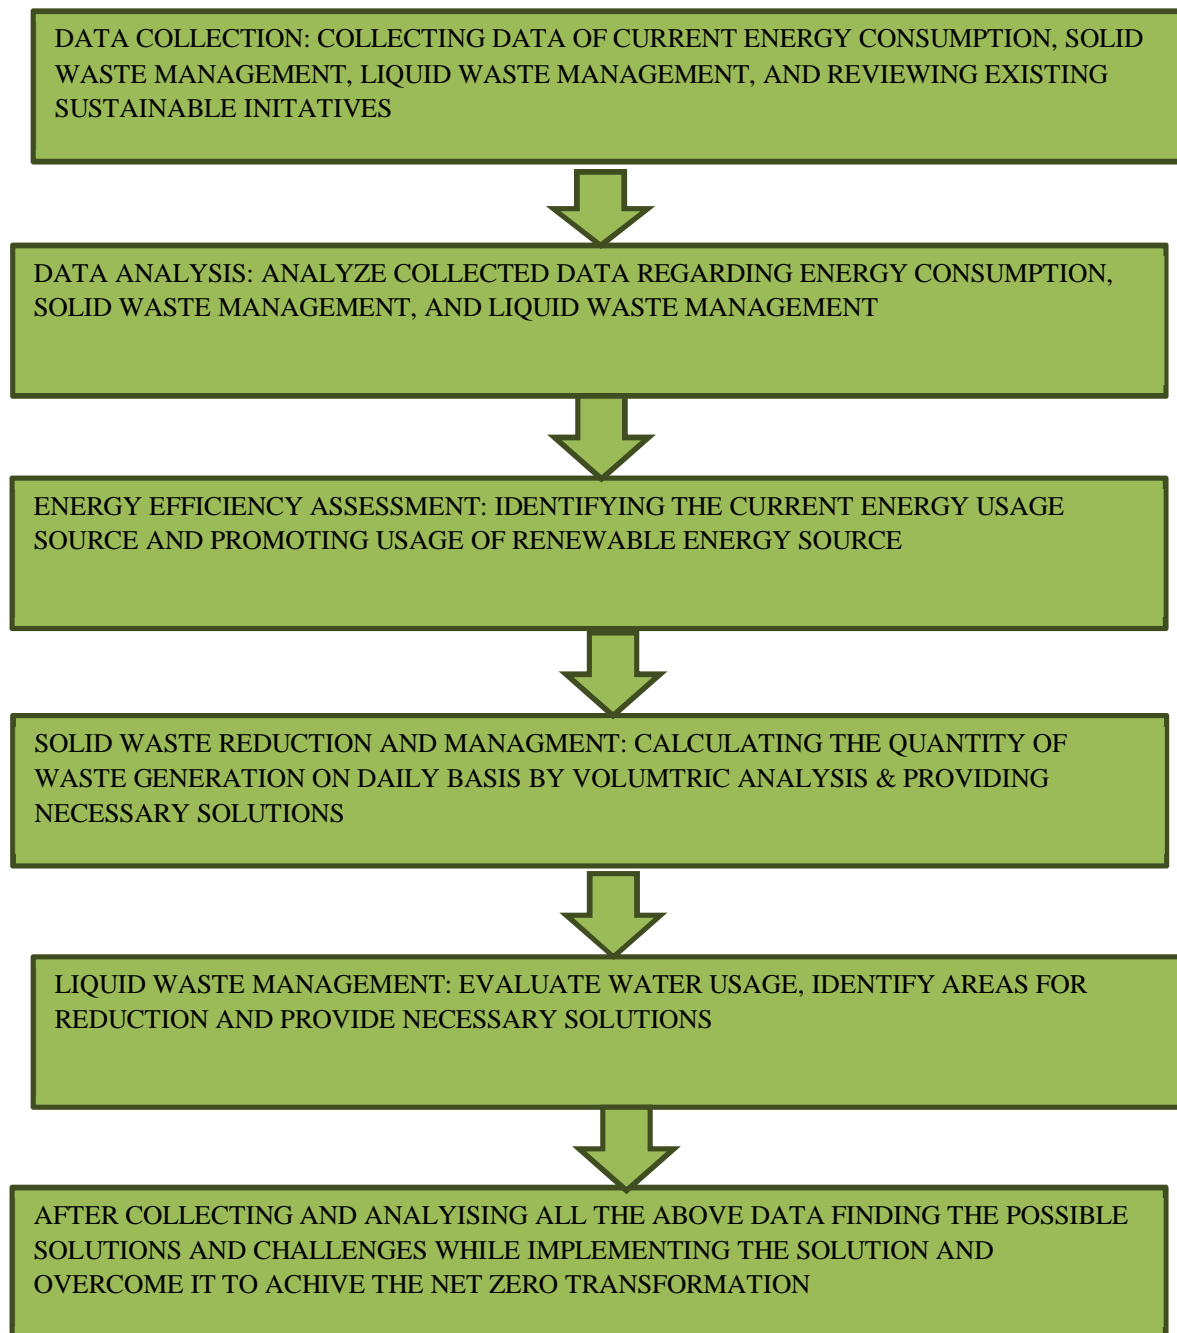 DATA COLLECTION: COLLECTING DATA OF CURRENT ENERGY CONSUMPTION, SOLID
WASTE MANAGEMENT, LIQUID WASTE MANAGEMENT, AND REVIEWING EXISTING
SUSTAINABLE INITATIVES
DATA ANALYSIS: ANALYZE COLLECTED DATA REGARDING ENERGY CONSUMPTION,
SOLID WASTE MANAGEMENT, AND LIQUID WASTE MANAGEMENT
ENERGY EFFICIENCY ASSESSMENT: IDENTIFYING THE CURRENT ENERGY USAGE
SOURCE AND PROMOTING USAGE OF RENEWABLE ENERGY SOURCE
SOLID WASTE REDUCTION AND MANAGMENT: CALCULATING THE QUANTITY OF
WASTE GENERATION ON DAILY BASIS BY VOLUMTRIC ANALYSIS & PROVIDING
NECESSARY SOLUTIONS
LIQUID WASTE MANAGEMENT: EVALUATE WATER USAGE, IDENTIFY AREAS FOR
REDUCTION AND PROVIDE NECESSARY SOLUTIONS
AFTER COLLECTING AND ANALYISING ALL THE ABOVE DATA FINDING THE POSSIBLE
SOLUTIONS AND CHALLENGES WHILE IMPLEMENTING THE SOLUTION AND
OVERCOME IT TO ACHIVE THE NET ZERO TRANSFORMATION